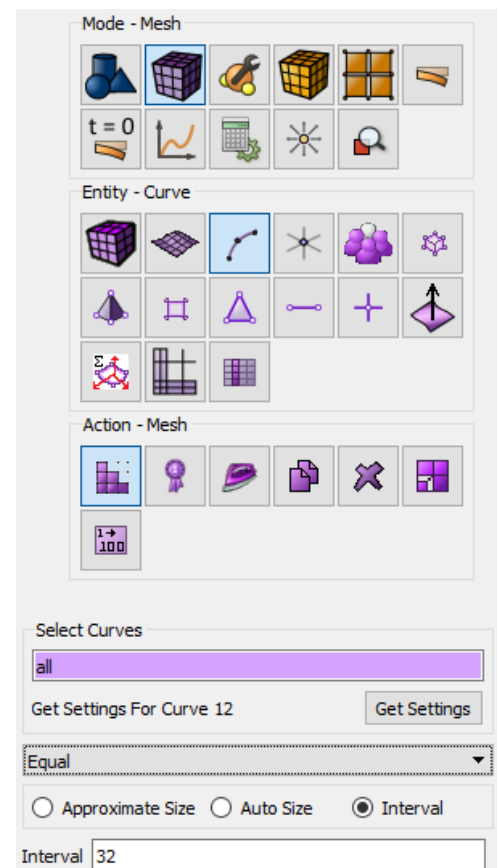 Mode - Mesh
t = 0
Entity - Curve
Σ
Action - Mesh
1
1→
100
Select Curves
all
Get Settings For Curve 12
Get Settings
Equal
Approximate Size
Auto Size
Interval
Interval 32